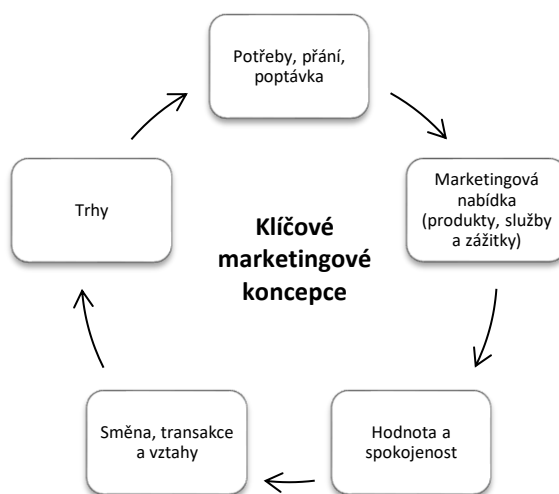 Potřeby, přání,
poptávka
Marketingová
nabídka
(produkty, služby
a zážitky)
Trhy
Klíčové
marketingové
koncepce
Směna, transakce
a vztahy
Hodnota a
spokojenost